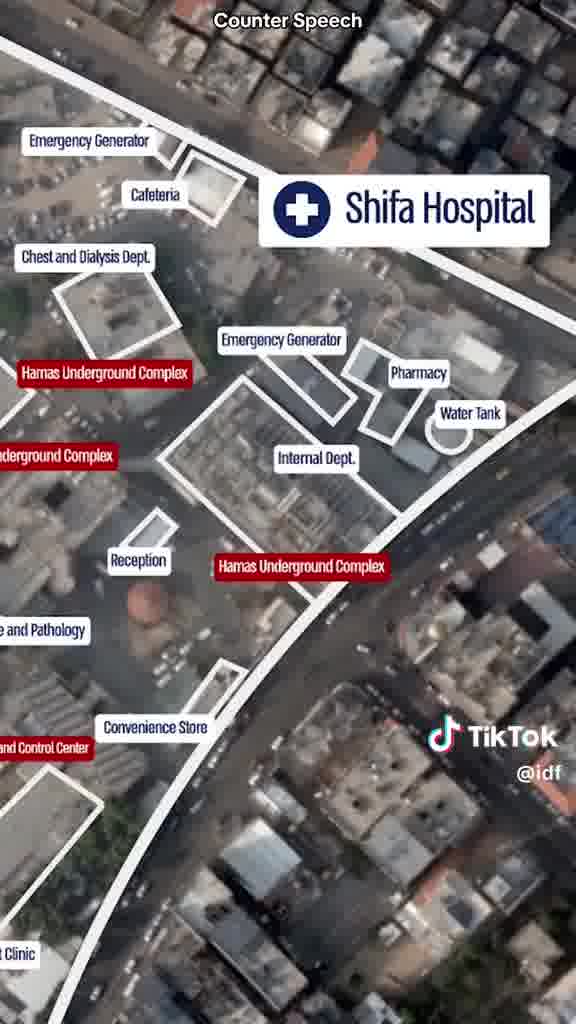 Counter Speech
Emergency Generator
Cafeteria
Shifa Hospital
Chest and Dialysis Dept.
Emergency Generator
Hamas Underground Complex
Pharmacy
Water Tank
Underground Complex
Internal Dept.
Reception
Hamas Underground Complex
e and Pathology
Convenience Store
and Control Center
TikTok
@idf
t Clinic